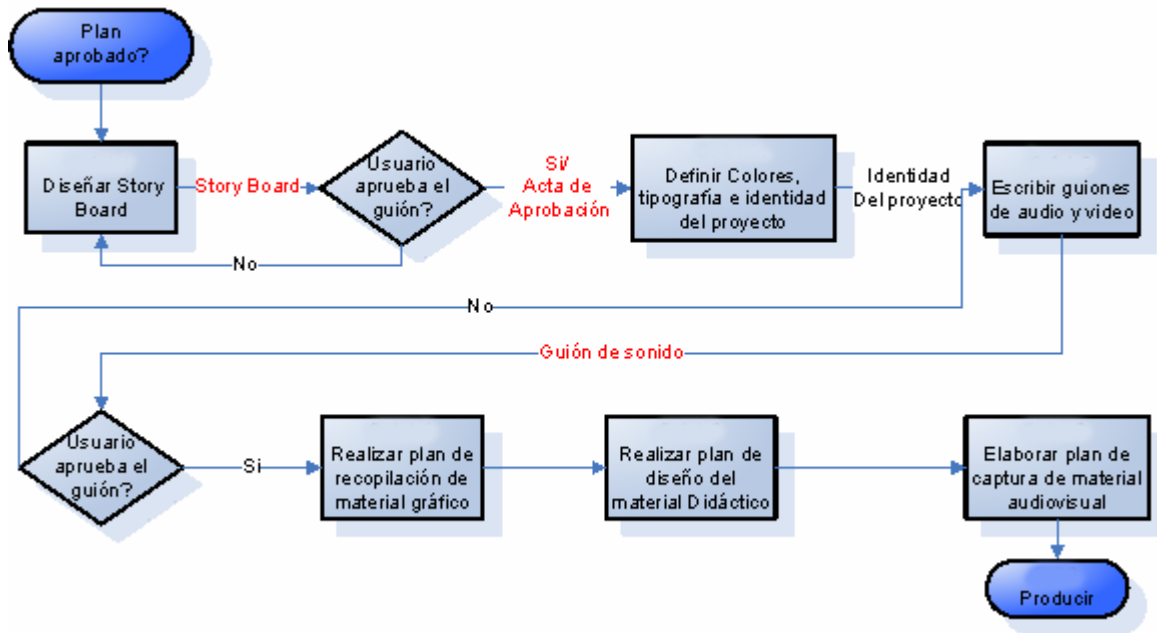 Plan
aprobado?
Diseñar Story
Board
Story Board
Usuario
aprueba el
guión?
No
Si/
Acta de
Aprobación
Definir Colores,
tipografía e identidad
del proyecto
Identidad
Del proyecto
Escribir guiones
de audio y video
No
Guión de sonido
Usuario
aprueba el
guión?
Si
Realizar plan de
recopilación de
material gráfico
Realizar plan de
diseño del
material Didáctico
Elaborar plan de
captura de material
audiovisual
Producir